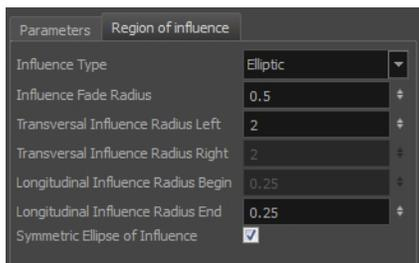 Parameters Region of influence
Influence Type Elliptic
Influence Fade Radius 0.5
Transversal Influence Radius Left 2
Transversal Influence Radius Right 2
Longitudinal Influence Radius Begin 0.25
Longitudinal Influence Radius End 0.25
Symmetric Ellipse of Influence